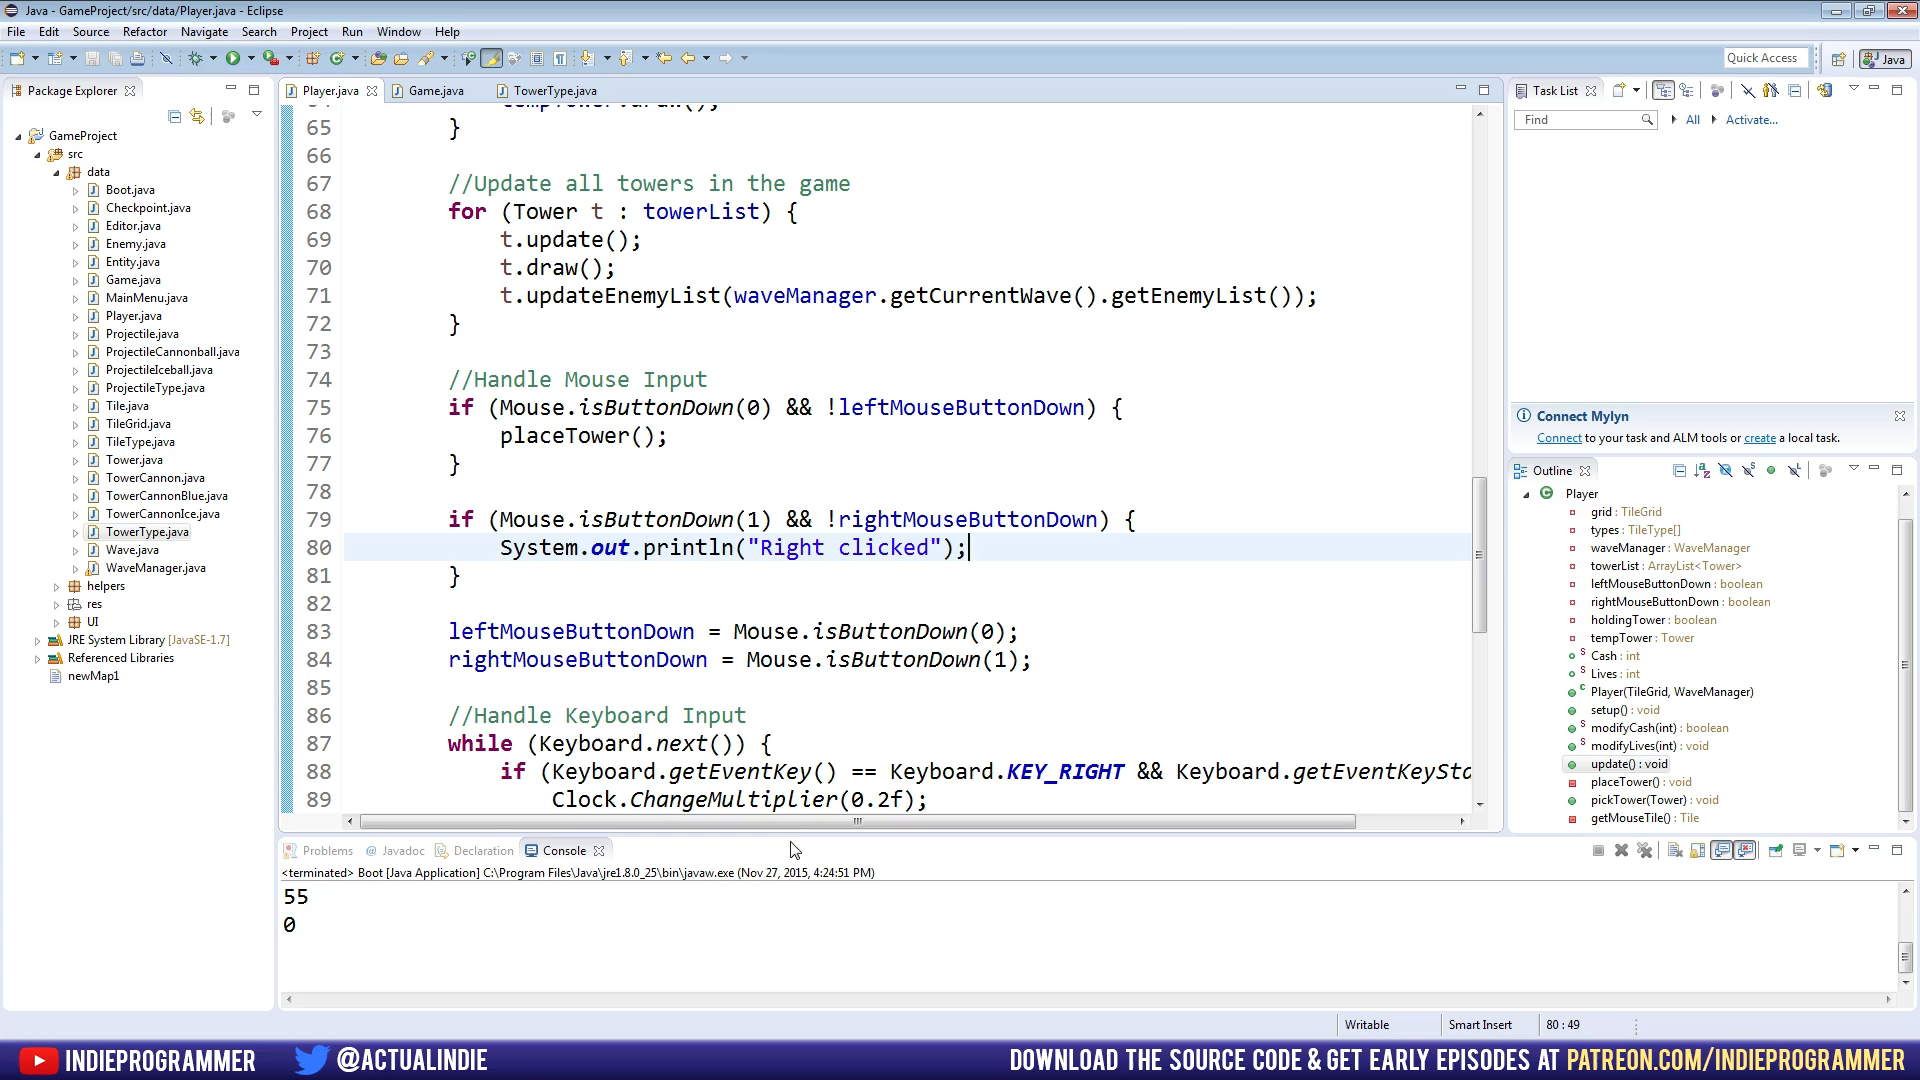 Java - GameProject/src/data/Player.java - Eclipse
File Edit Source Refactor Navigate Search Project Run Window Help
Quick Access
Java
Package Explorer
GameProject
src
data
Boot.java
Checkpoint.java
Editor.java
Enemy.java
Entity.java
Game.java
MainMenu.java
Player.java
Projectile.java
ProjectileCannonball.java
ProjectileIceball.java
ProjectileType.java
Tile.java
TileGrid.java
TileType.java
Tower.java
TowerCannon.java
TowerCannonBlue.java
TowerCannonIce.java
TowerType.java
Wave.java
WaveManager.java
helpers
res
UI
JRE System Library [JavaSE-1.7]
Referenced Libraries
newMap1
Player.java Game.java TowerType.java
65 }
66
67 //Update all towers in the game
68 for (Tower t : towerList) {
69 t.update();
70 t.draw();
71 t.updateEnemyList(waveManager.getCurrentWave().getEnemyList());
72 }
73
74 //Handle Mouse Input
75 if (Mouse.isButtonDown(0) && !leftMouseButtonDown) {
76 placeTower();
77 }
78
79 if (Mouse.isButtonDown(1) && !rightMouseButtonDown) {
80 System.out.println("Right clicked");
81 }
82
83 leftMouseButtonDown = Mouse.isButtonDown(0);
84 rightMouseButtonDown = Mouse.isButtonDown(1);
85
86 //Handle Keyboard Input
87 while (Keyboard.next()) {
88 if (Keyboard.getEventKey() == Keyboard.KEY_RIGHT && Keyboard.getEventKeySta
89 Clock.ChangeMultiplier(0.2f);
Task List
Find
All
Activate...
Connect Mylyn
Connect to your task and ALM tools or create a local task.
Outline
Player
grid : TileGrid
types : TileType[]
waveManager : WaveManager
towerList : ArrayList<Tower>
leftMouseButtonDown : boolean
rightMouseButtonDown : boolean
holdingTower : boolean
tempTower : Tower
Cash : int
Lives : int
Player(TileGrid, WaveManager)
setup() : void
modifyCash(int) : boolean
modifyLives(int) : void
update() : void
placeTower() : void
pickTower(Tower) : void
getMouseTile() : Tile
Problems Javadoc Declaration Console
<terminated> Boot [Java Application] C:\Program Files\Java\jre1.8.0_25\bin\javaw.exe (Nov 27, 2015, 4:24:51 PM)
55
0
Writable
Smart Insert
80 : 49
INDIEPROGRAMMER
@ACTUALINDIE
DOWNLOAD THE SOURCE CODE & GET EARLY EPISODES AT PATREON.COM/INDIEPROGRAMMER